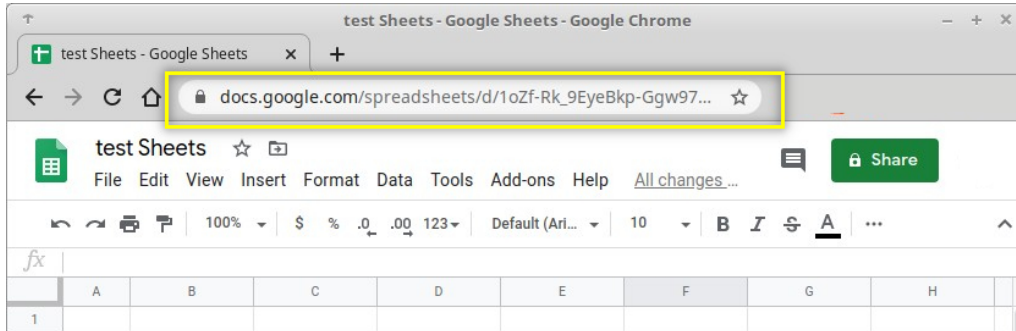 test Sheets - Google Sheets - Google Chrome
test Sheets - Google Sheets
docs.google.com/spreadsheets/d/1oZf-Rk_9EyeBkp-Ggw97...
test Sheets
Share
File Edit View Insert Format Data Tools Add-ons Help All changes ...
100% $ % .0 .00 123 Default (Ari... 10 B I S A ...
fx
A B C D E F G H
1